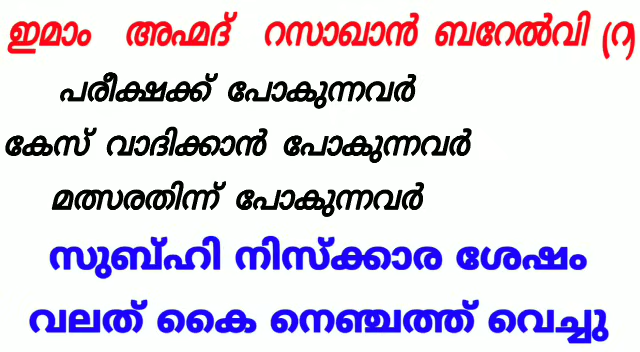 ഇമാം അഹ്മദ് റസാഖാൻ ബറേൽവി (റ)
പരീക്ഷക്ക് പോകുന്നവർ
കേസ് വാദിക്കാൻ പോകുന്നവർ
മത്സരതിന്ന് പോകുന്നവർ
സുബ്ഹി നിസ്ക്കാര ശേഷം
വലത് കൈ നെഞ്ചത്ത് വെച്ചു